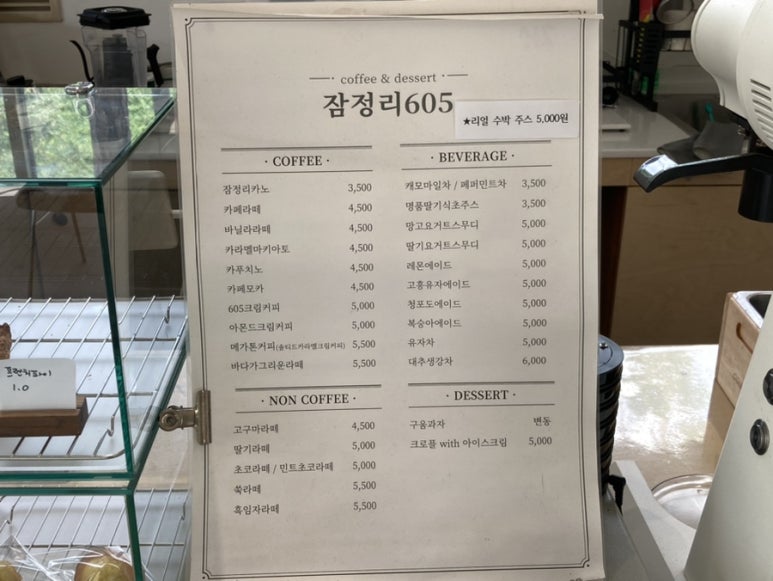 coffee & dessert
잠정리605
★리얼 수박 주스 5,000원
COFFEE
잠정리카노 3,500
카페라떼 4,500
바닐라라떼 4,500
카라멜마키아토 4,500
카푸치노 4,500
카페모카 4,500
605크림커피 5,000
아몬드크림커피 5,000
메가톤커피(솔티드카라멜크림커피) 5,500
바다가그리운라떼 5,500
NON COFFEE
고구마라떼 4,500
딸기라떼 5,000
초코라떼 / 민트초코라떼 5,000
쑥라떼 5,500
흑임자라떼 5,500
BEVERAGE
캐모마일차 / 페퍼민트차 3,500
명품딸기식초주스 3,500
망고요거트스무디 5,000
딸기요거트스무디 5,000
레몬에이드 5,000
고흥유자에이드 5,000
청포도에이드 5,000
복숭아에이드 5,000
유자차 5,000
대추생강차 6,000
DESSERT
구움과자 변동
크로플 with 아이스크림 5,000
프렌치파이
1.0